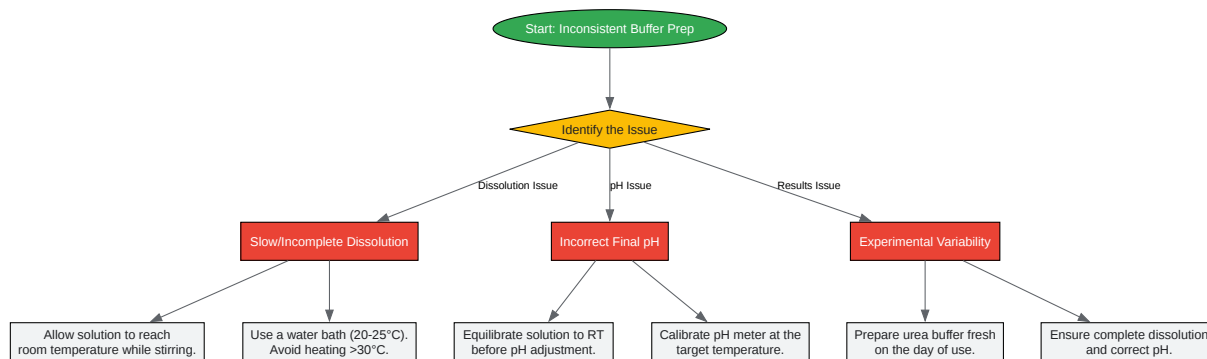 Start: Inconsistent Buffer Prep
Identify the Issue
Dissolution Issue
pH Issue
Results Issue
Slow/Incomplete Dissolution
Incorrect Final pH
Experimental Variability
Allow solution to reach
room temperature while stirring.
Use a water bath (20-25°C).
Avoid heating >30°C.
Equilibrate solution to RT
before pH adjustment.
Calibrate pH meter at the
target temperature.
Prepare urea buffer fresh
on the day of use.
Ensure complete dissolution
and correct pH.